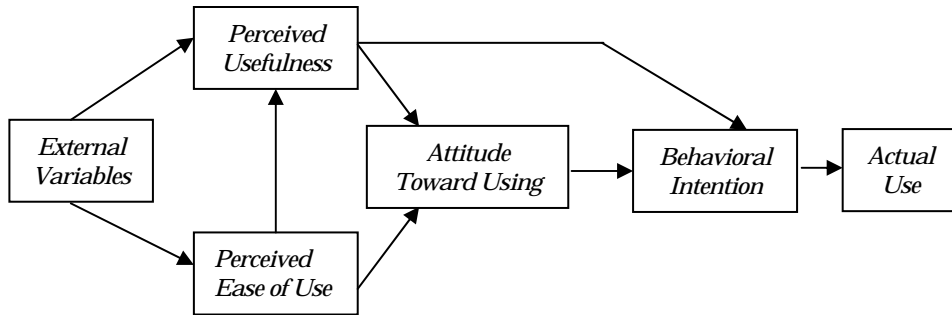 Perceived
Usefulness
External
Variables
Attitude
Toward Using
Behavioral
Intention
Actual
Use
Perceived
Ease of Use